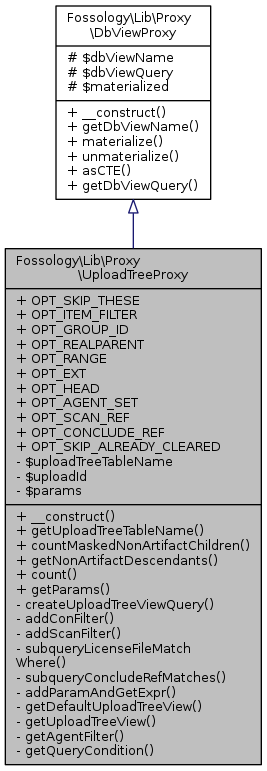 Fossology\Lib\Proxy
\DbViewProxy
# $dbViewName
# $dbViewQuery
# $materialized
+ __construct()
+ getDbViewName()
+ materialize()
+ unmaterialize()
+ asCTE()
+ getDbViewQuery()
Fossology\Lib\Proxy
\UploadTreeProxy
+ OPT_SKIP_THESE
+ OPT_ITEM_FILTER
+ OPT_GROUP_ID
+ OPT_REALPARENT
+ OPT_RANGE
+ OPT_EXT
+ OPT_HEAD
+ OPT_AGENT_SET
+ OPT_SCAN_REF
+ OPT_CONCLUDE_REF
+ OPT_SKIP_ALREADY_CLEARED
- $uploadTreeTableName
- $uploadId
- $params
+ __construct()
+ getUploadTreeTableName()
+ countMaskedNonArtifactChildren()
+ getNonArtifactDescendants()
+ count()
+ getParams()
- createUploadTreeViewQuery()
- addConFilter()
- addScanFilter()
- subqueryLicenseFileMatch
Where()
- subqueryConcludeRefMatches()
- addParamAndGetExpr()
- getDefaultUploadTreeView()
- getUploadTreeView()
- getAgentFilter()
- getQueryCondition()